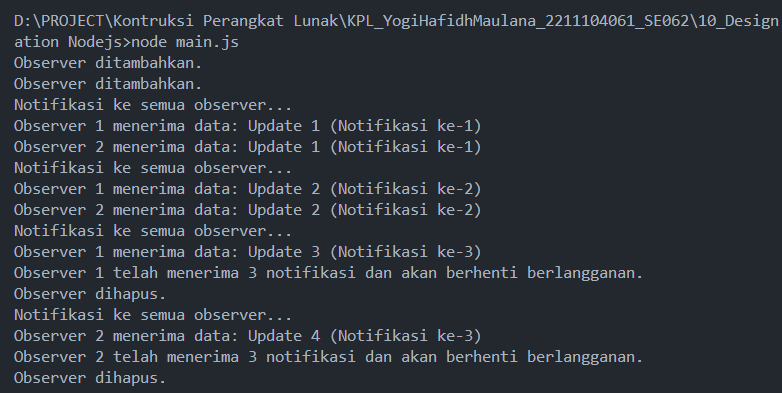 D:\PROJECT\Kontruksi Perangkat Lunak\KPL_YogiHafidhMaulana_2211104061_SE062\10_Design
ation Nodejs>node main.js
Observer ditambahkan.
Observer ditambahkan.
Notifikasi ke semua observer...
Observer 1 menerima data: Update 1 (Notifikasi ke-1)
Observer 2 menerima data: Update 1 (Notifikasi ke-1)
Notifikasi ke semua observer...
Observer 1 menerima data: Update 2 (Notifikasi ke-2)
Observer 2 menerima data: Update 2 (Notifikasi ke-2)
Notifikasi ke semua observer...
Observer 1 menerima data: Update 3 (Notifikasi ke-3)
Observer 1 telah menerima 3 notifikasi dan akan berhenti berlangganan.
Observer dihapus.
Notifikasi ke semua observer...
Observer 2 menerima data: Update 4 (Notifikasi ke-3)
Observer 2 telah menerima 3 notifikasi dan akan berhenti berlangganan.
Observer dihapus.